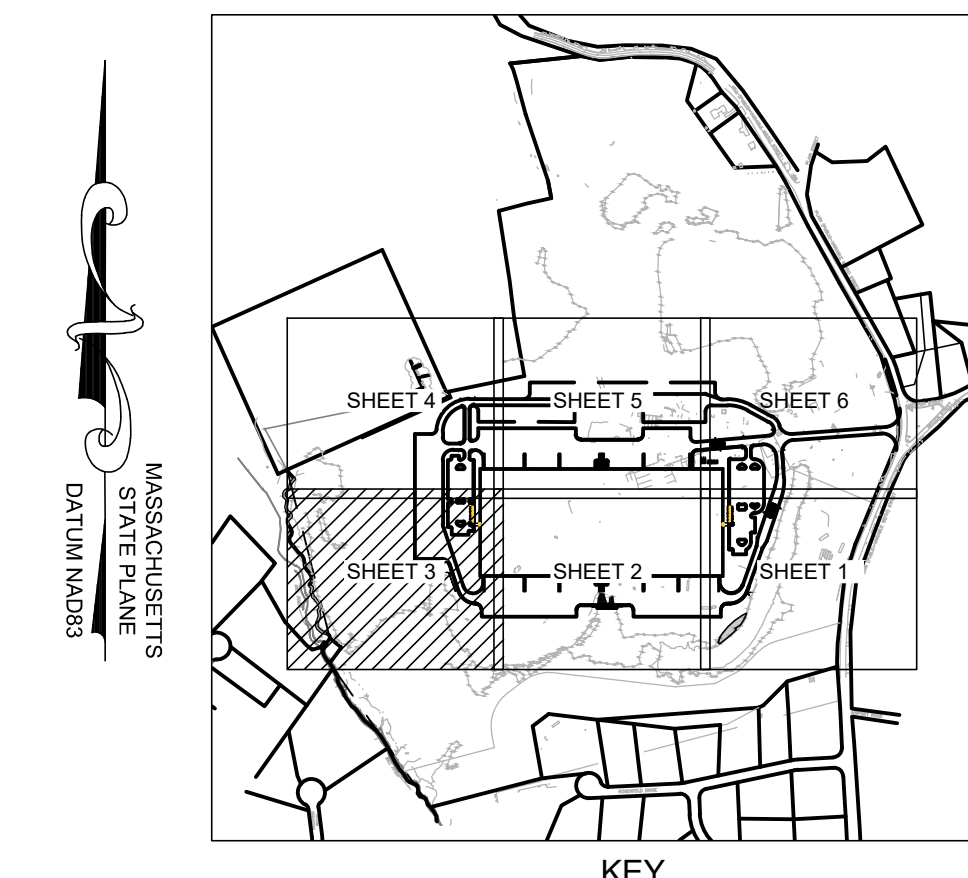 MASSACHUSETTS
STATE PLANE
DATUM NAD83
SHEET 4
SHEET 5
SHEET 6
SHEET 3
SHEET 2
SHEET 1
KEY